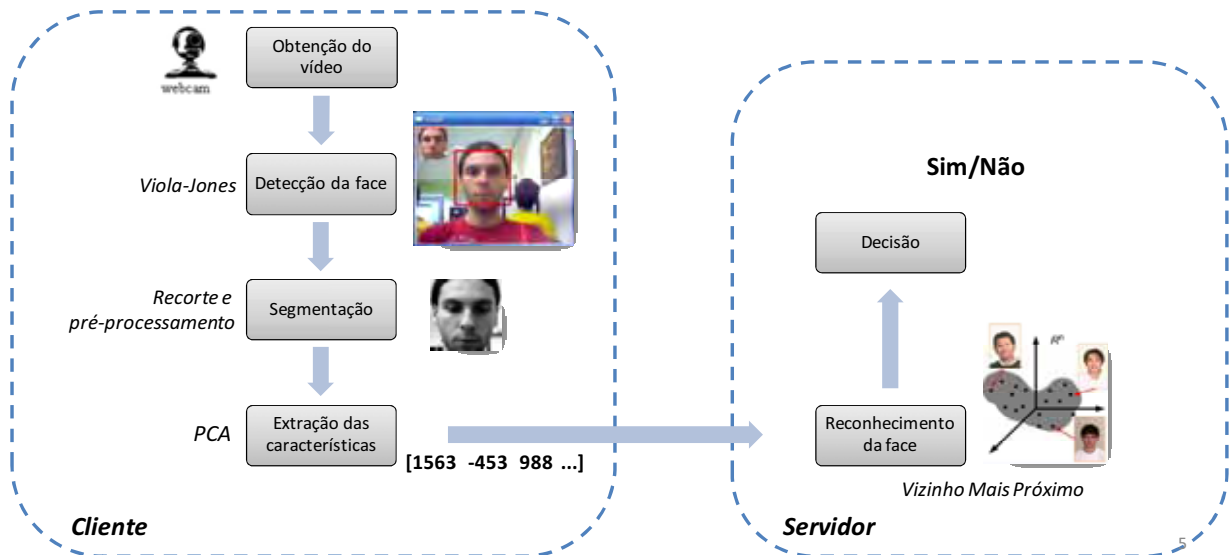 Obtenção do
vídeo
webcam
Viola-Jones
Detecção da face
Recorte e
pré-processamento
Segmentação
PCA
Extração das
características
[1563 -453 988 ...]
Cliente
Sim/Não
Decisão
Reconhecimento
da face
Rⁿ
Vizinho Mais Próximo
Servidor
5